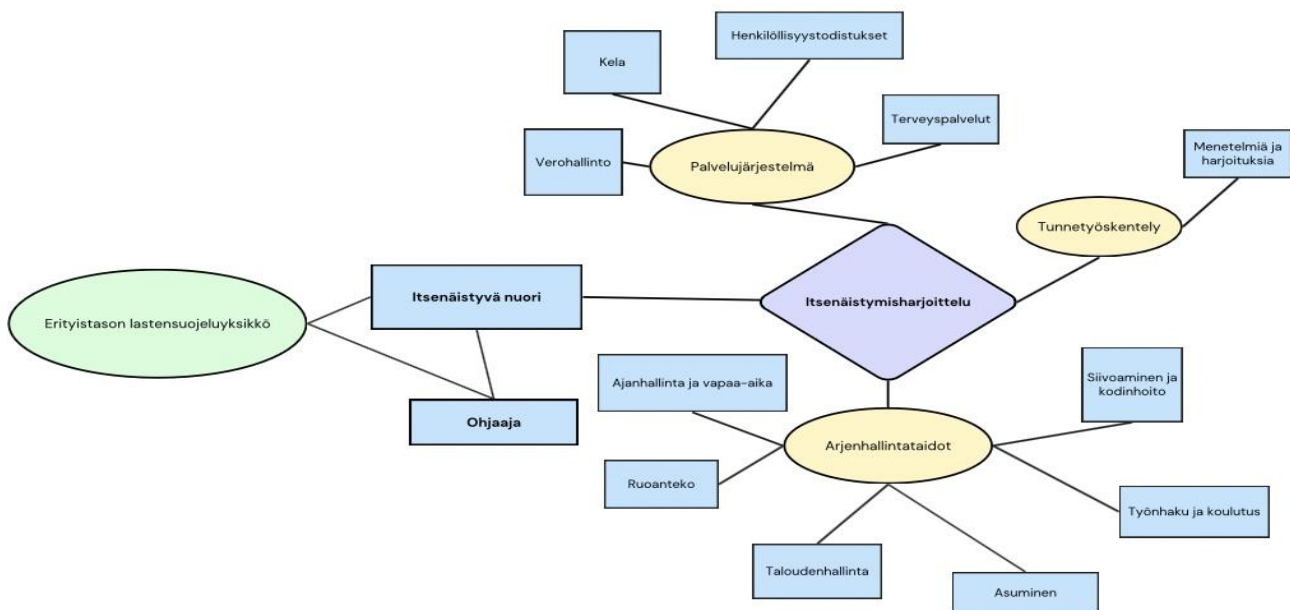 Henkilöllisyystodistukset
Kela
Terveyspalvelut
Verohallinto
Palvelujärjestelmä
Menetelmiä ja
harjoituksia
Tunnetyöskentely
Itsenäistyvä nuori
Itsenäistymisharjoittelu
Erityistason lastensuojeluyksikkö
Ohjaaja
Ajanhallinta ja vapaa-aika
Siivoaminen ja
kodinhoito
Arjenhallintataidot
Ruoanteko
Työnhaku ja koulutus
Taloudenhallinta
Asuminen